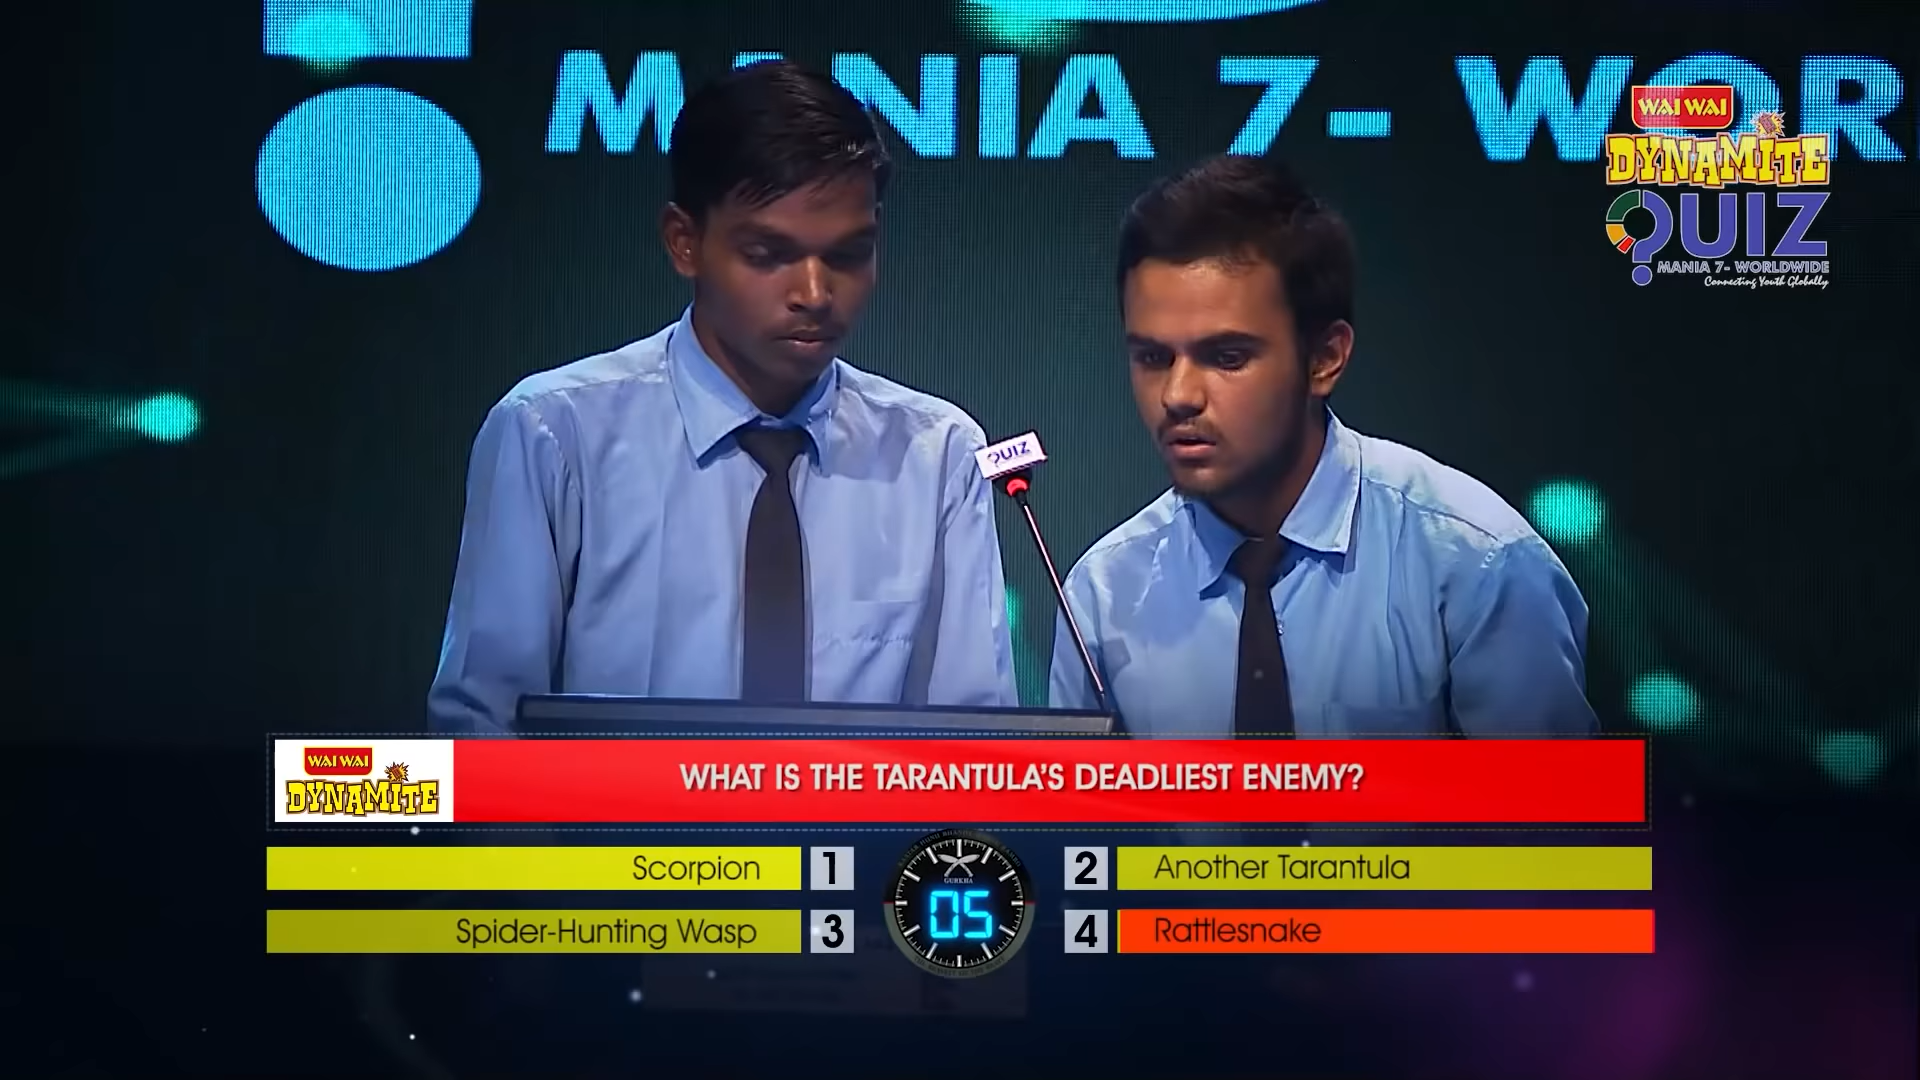 MANIA 7- WOR
WAI WAI
DYNAMITE
QUIZ
MANIA 7- WORLDWIDE
Connecting Youth Globally
QUIZ
WAI WAI
DYNAMITE
WHAT IS THE TARANTULA'S DEADLIEST ENEMY?
Scorpion 1
2 Another Tarantula
GURKHA
05
Spider-Hunting Wasp 3
4 Rattlesnake